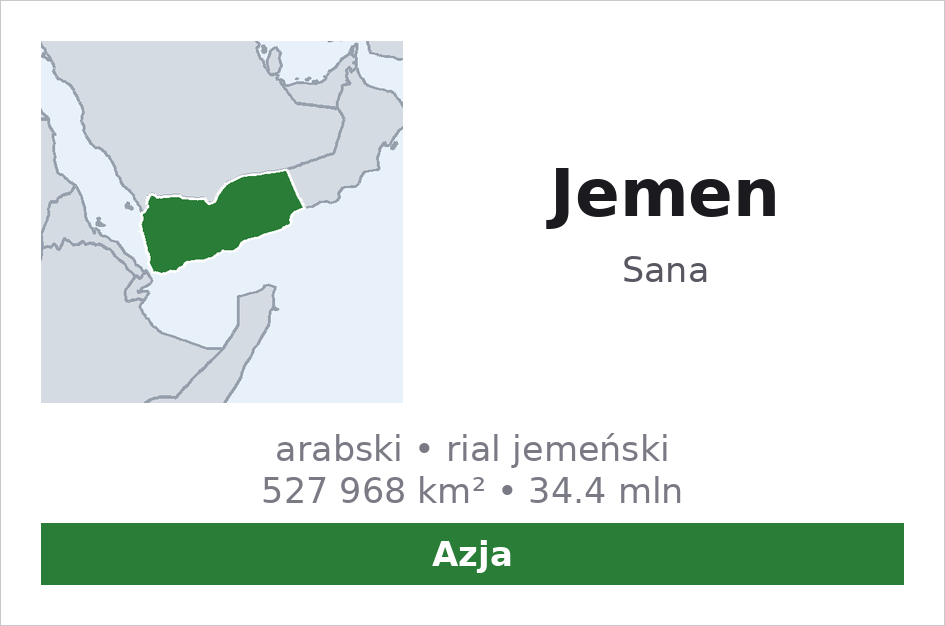 Jemen
Sana
arabski • rial jemeński
527 968 km² • 34.4 mln
Azja